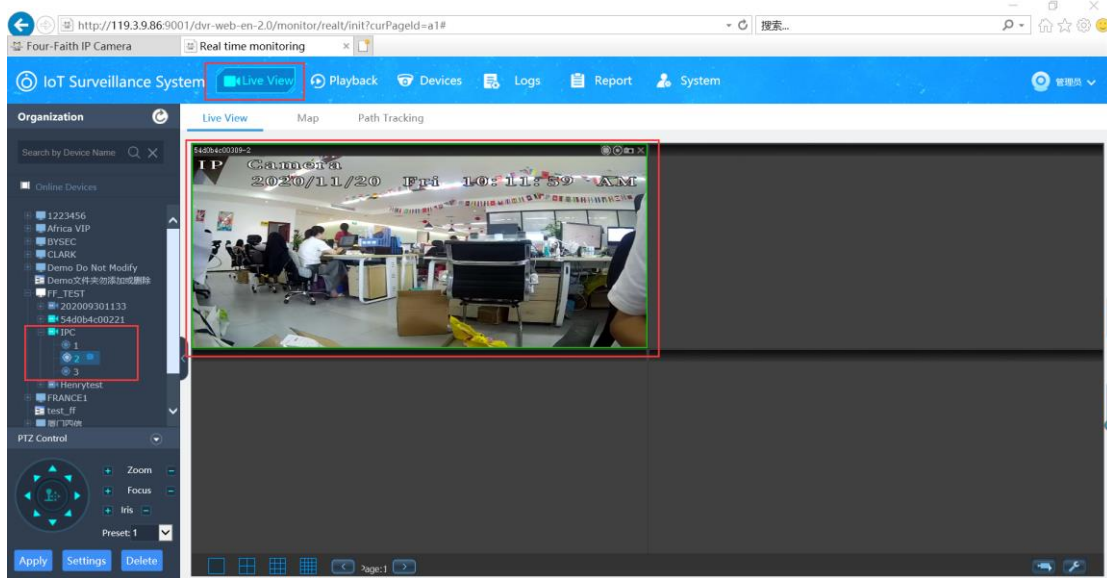 http://119.3.9.86:9001/dvr-web-en-2.0/monitor/realt/init?curPageId=a1#
搜索...
Four-Faith IP Camera
Real time monitoring
IoT Surveillance System
Live View
Playback
Devices
Logs
Report
System
管理员
Organization
Live View
Map
Path Tracking
Search by Device Name
Online Devices
54d0b4c00309-2
IP Camera
2020/11/20 Fri 10:11:59 AM
1223456
Africa VIP
BYSEC
CLARK
Demo Do Not Modify
Demo文件夹勿添加或删除
FF_TEST
202009301133
54d0b4c00221
IPC
1
2
3
Henrytest
FRANCE1
test_ff
PTZ Control
Zoom
Focus
Iris
Preset: 1
Apply
Settings
Delete
Page:1